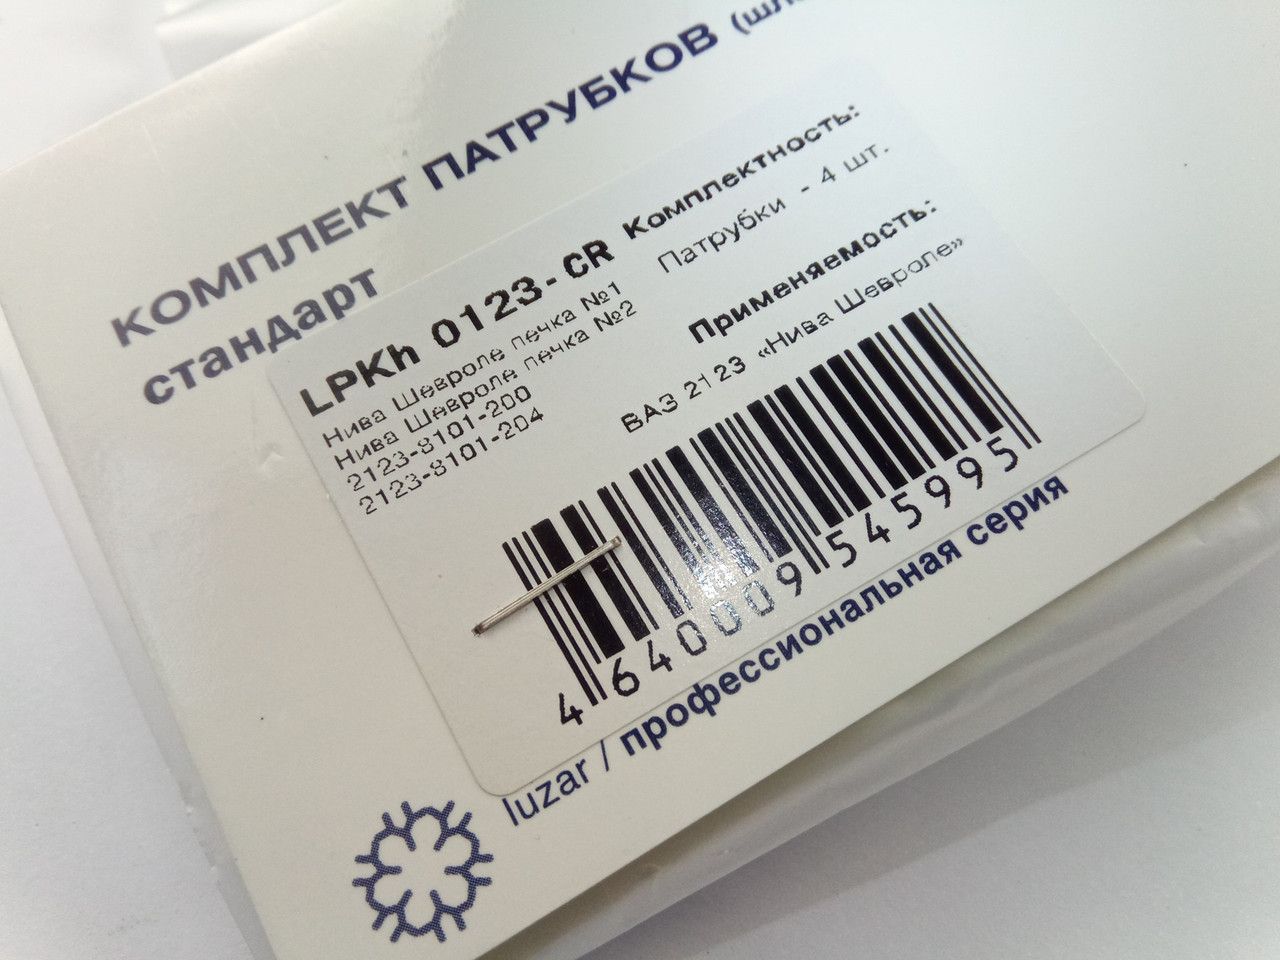 КОМПЛЕКТ ПАТРУБКОВ
стандарт
LPKh 0123-CR
Нива Шевроле печка №1
Нива Шевроле печка №2
2123-8101-200
2123-8101-204
Комплектность:
Патрубки - 4 шт.
Применяемость:
ВАЗ 2123 «Нива Шевроле»
4 640009 545995
luzar / профессиональная серия